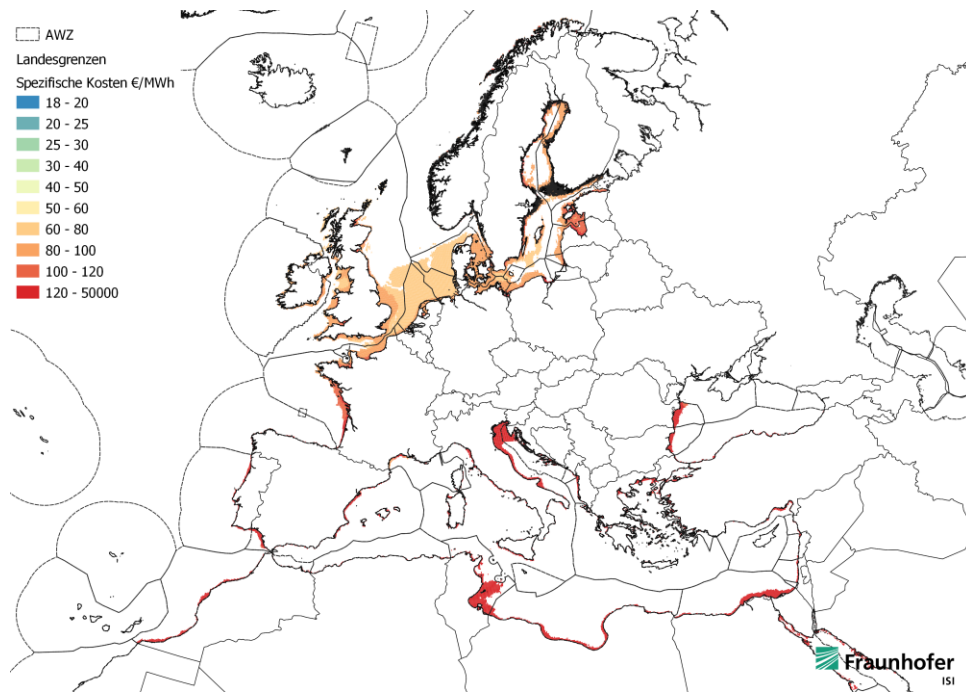 AWZ
Landesgrenzen
Spezifische Kosten €/MWh
18 - 20
20 - 25
25 - 30
30 - 40
40 - 50
50 - 60
60 - 80
80 - 100
100 - 120
120 - 50000
Fraunhofer
ISI